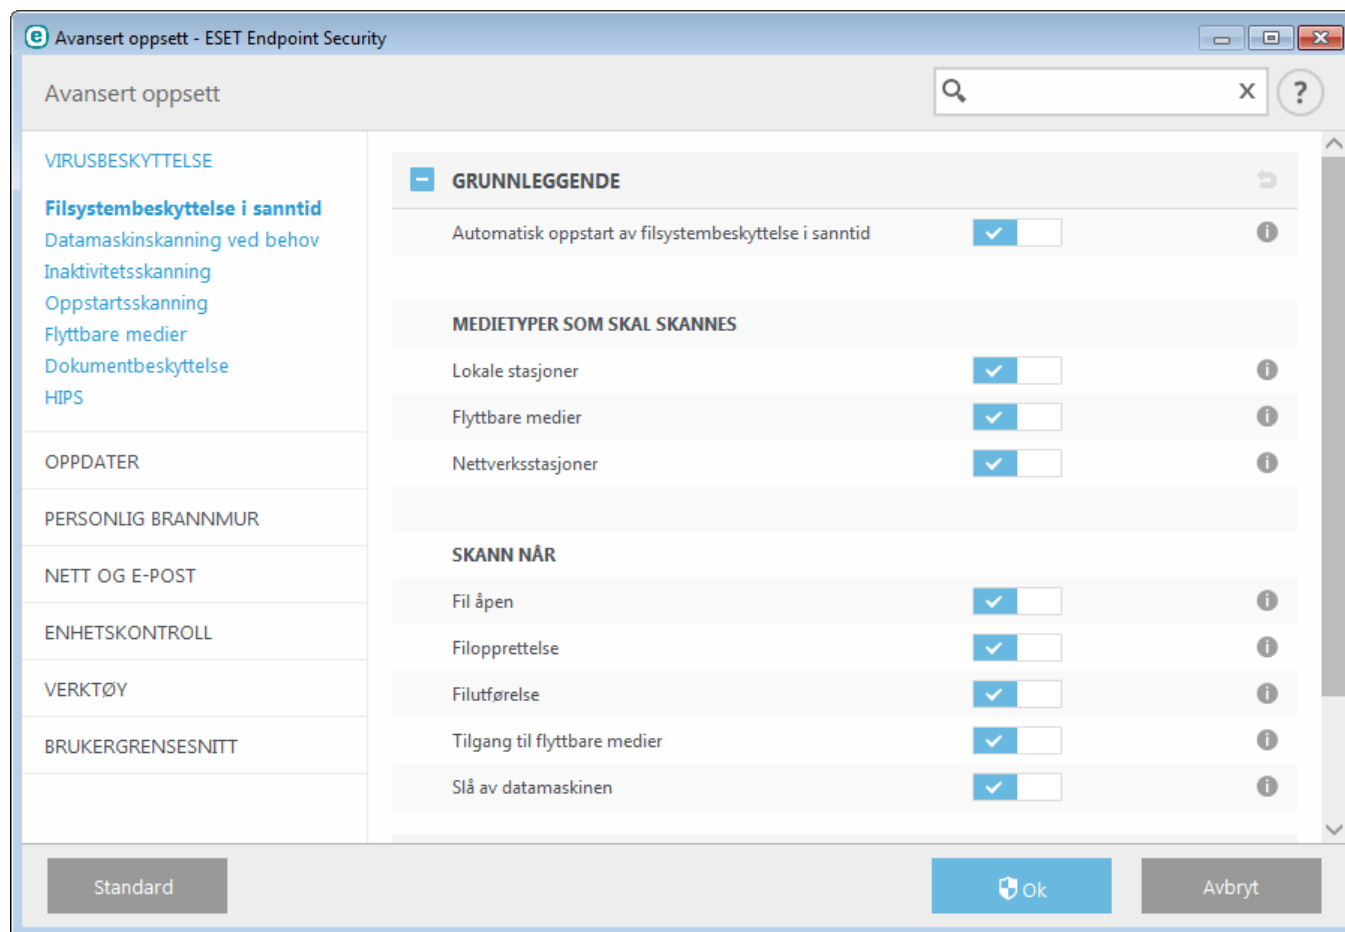 Avansert oppsett - ESET Endpoint Security
Avansert oppsett
X
?
VIRUSBESKYTTELSE
Filsystembeskyttelse i sanntid
Datamaskinskanning ved behov
Inaktivitetsskanning
Oppstartsskanning
Flyttbare medier
Dokumentbeskyttelse
HIPS
OPPDATER
PERSONLIG BRANNMUR
NETT OG E-POST
ENHETSKONTROLL
VERKTØY
BRUKERGRENSESNITT
GRUNNLEGGENDE
Automatisk oppstart av filsystembeskyttelse i sanntid
MEDIETYPER SOM SKAL SKANNES
Lokale stasjoner
Flyttbare medier
Nettverksstasjoner
SKANN NÅR
Fil åpen
Filopprettelse
Filutførelse
Tilgang til flyttbare medier
Slå av datamaskinen
Standard
Ok
Avbryt